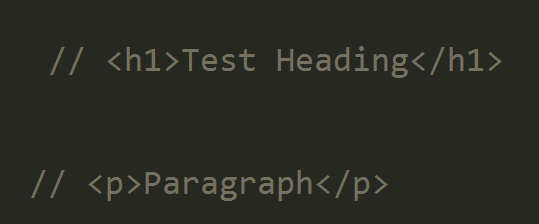 // <h1>Test Heading</h1>
// <p>Paragraph</p>